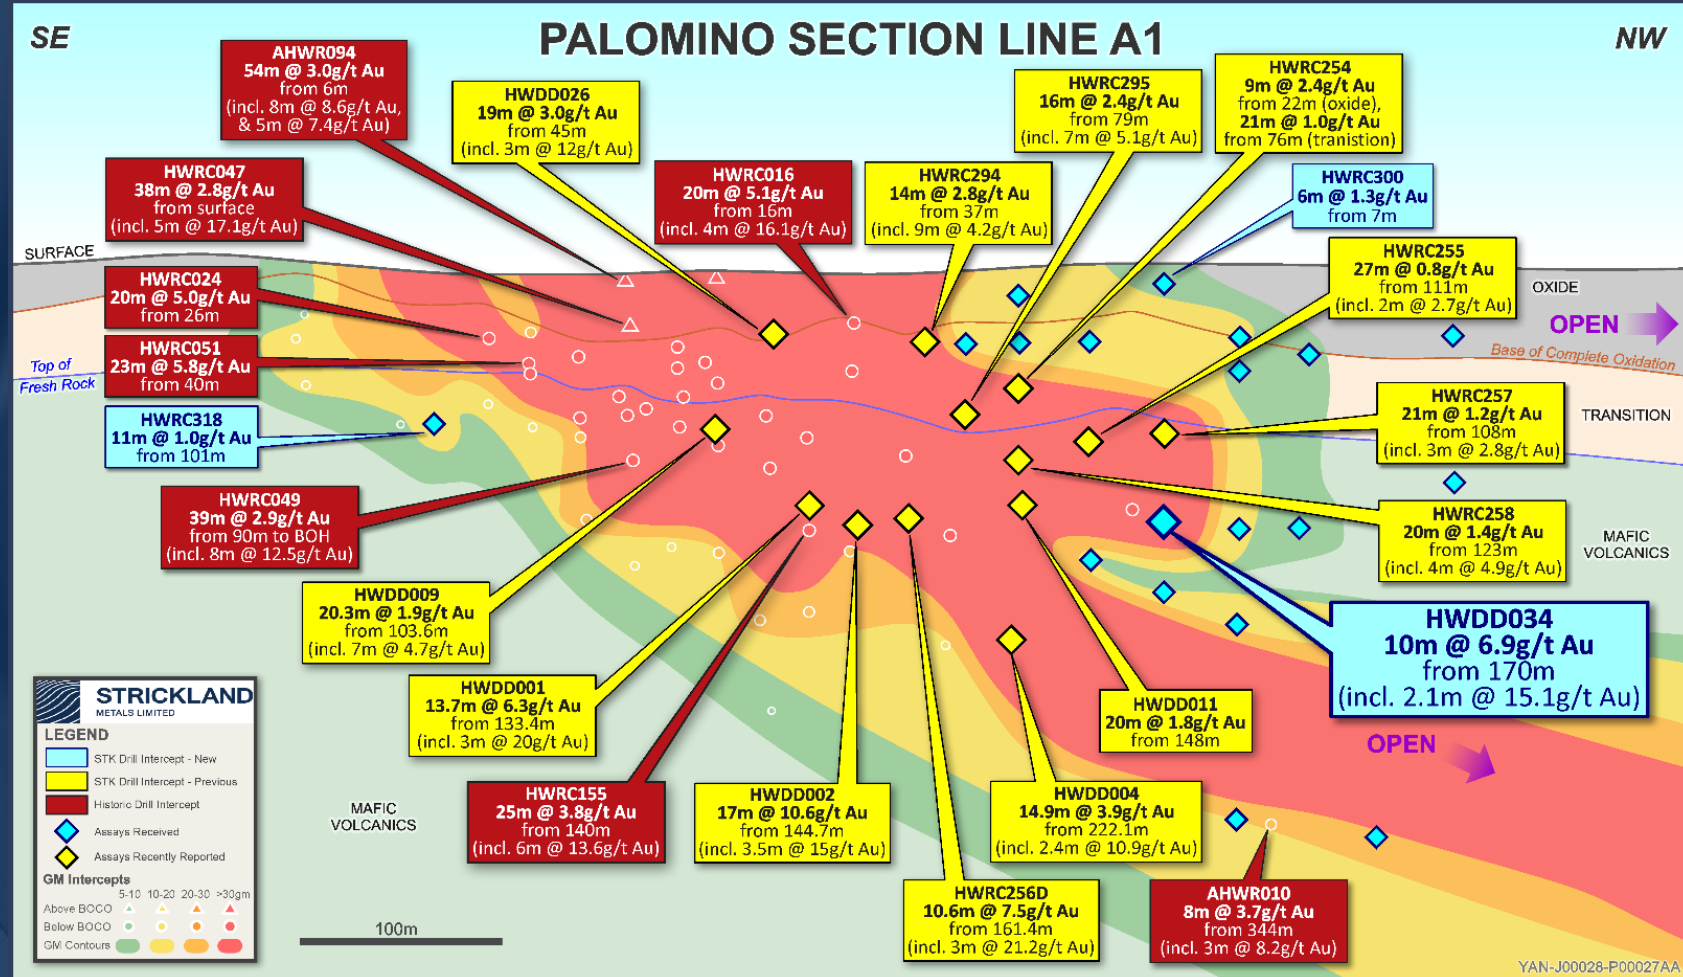 SE
PALOMINO SECTION LINE A1
NW
AHWR094
54m @ 3.0g/t Au
from 6m
(incl. 8m @ 8.6g/t Au,
& 5m @ 7.4g/t Au)
HWDD026
19m @ 3.0g/t Au
from 45m
(incl. 3m @ 12g/t Au)
HWRC295
16m @ 2.4g/t Au
from 79m
(incl. 7m @ 5.1g/t Au)
HWRC254
9m @ 2.4g/t Au
from 22m (oxide),
21m @ 1.0g/t Au
from 76m (tranistion)
HWRC047
38m @ 2.8g/t Au
from surface
(incl. 5m @ 17.1g/t Au)
HWRC016
20m @ 5.1g/t Au
from 16m
(incl. 4m @ 16.1g/t Au)
HWRC294
14m @ 2.8g/t Au
from 37m
(incl. 9m @ 4.2g/t Au)
HWRC300
6m @ 1.3g/t Au
from 7m
SURFACE
HWRC255
27m @ 0.8g/t Au
from 111m
(incl. 2m @ 2.7g/t Au)
HWRC024
20m @ 5.0g/t Au
from 26m
OXIDE
OPEN
Base of Complete Oxidation
HWRC051
23m @ 5.8g/t Au
from 40m
Top of
Fresh Rock
HWRC318
11m @ 1.0g/t Au
from 101m
HWRC257
21m @ 1.2g/t Au
from 108m
(incl. 3m @ 2.8g/t Au)
TRANSITION
HWRC049
39m @ 2.9g/t Au
from 90m to BOH
(incl. 8m @ 12.5g/t Au)
HWRC258
20m @ 1.4g/t Au
from 123m
(incl. 4m @ 4.9g/t Au)
MAFIC
VOLCANICS
HWDD009
20.3m @ 1.9g/t Au
from 103.6m
(incl. 7m @ 4.7g/t Au)
HWDD034
10m @ 6.9g/t Au
from 170m
(incl. 2.1m @ 15.1g/t Au)
HWDD001
13.7m @ 6.3g/t Au
from 133.4m
(incl. 3m @ 20g/t Au)
HWDD011
20m @ 1.8g/t Au
from 148m
OPEN
HWRC155
25m @ 3.8g/t Au
from 140m
(incl. 6m @ 13.6g/t Au)
HWDD002
17m @ 10.6g/t Au
from 144.7m
(incl. 3.5m @ 15g/t Au)
HWDD004
14.9m @ 3.9g/t Au
from 222.1m
(incl. 2.4m @ 10.9g/t Au)
HWRC256D
10.6m @ 7.5g/t Au
from 161.4m
(incl. 3m @ 21.2g/t Au)
AHWR010
8m @ 3.7g/t Au
from 344m
(incl. 3m @ 8.2g/t Au)
MAFIC
VOLCANICS
100m
STRICKLAND
METALS LIMITED
LEGEND
STK Drill Intercept - New
STK Drill Intercept - Previous
Historic Drill Intercept
Assays Received
Assays Recently Reported
GM Intercepts
5-10 10-20 20-30 >30gm
Above BOCO
Below BOCO
GM Contours
YAN-J00028-P00027AA